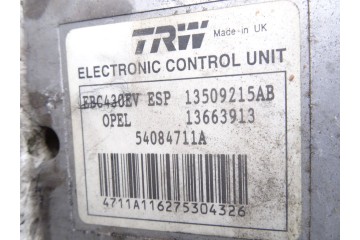 TRW Made in UK
ELECTRONIC CONTROL UNIT
EBC430EV ESP 13509215AB
OPEL 13663913
54084711A
4711A116275304326